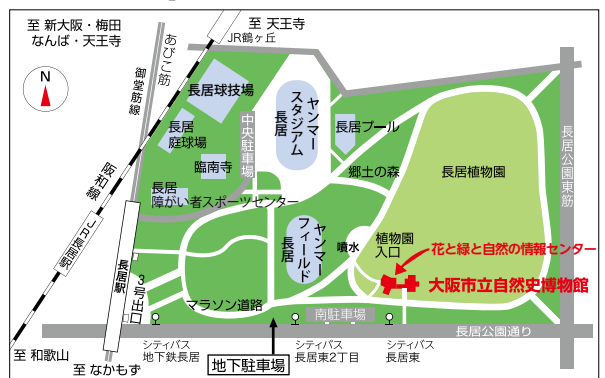 至 新大阪・梅田
なんば・天王寺
至 天王寺
JR鶴ヶ丘
あびこ筋
御堂筋線
N
阪和線
JR長居駅
長居駅
3号出口
長居球技場
長居
庭球場
臨南寺
長居
障がい者スポーツセンター
中央駐車場
ヤンマー
スタジアム
長居
長居プール
郷土の森
長居植物園
長居公園東筋
ヤンマー
フィールド
長居
噴水
植物園
入口
花と緑と自然の情報センター
大阪市立自然史博物館
マラソン道路
南駐車場
長居公園通り
シティバス
地下鉄長居
シティバス
長居東2丁目
シティバス
長居東
地下駐車場
至 和歌山
至 なかもず